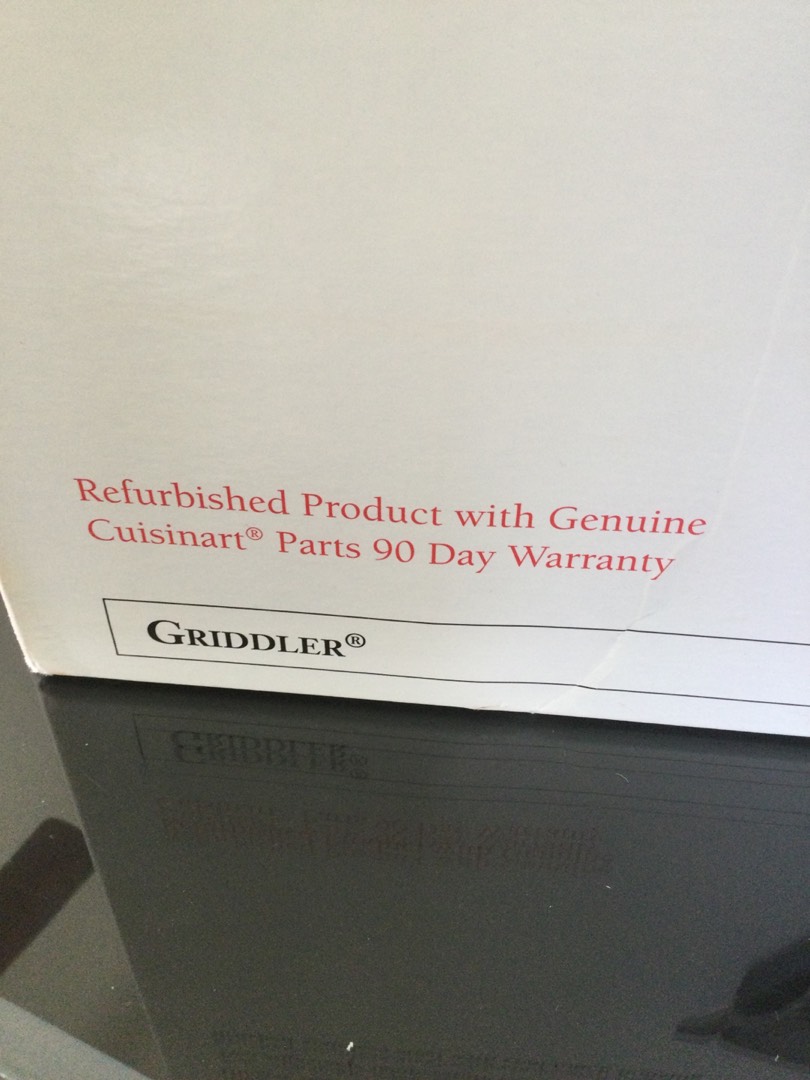 Refurbished Product with Genuine
Cuisinart® Parts 90 Day Warranty
GRIDDLER®